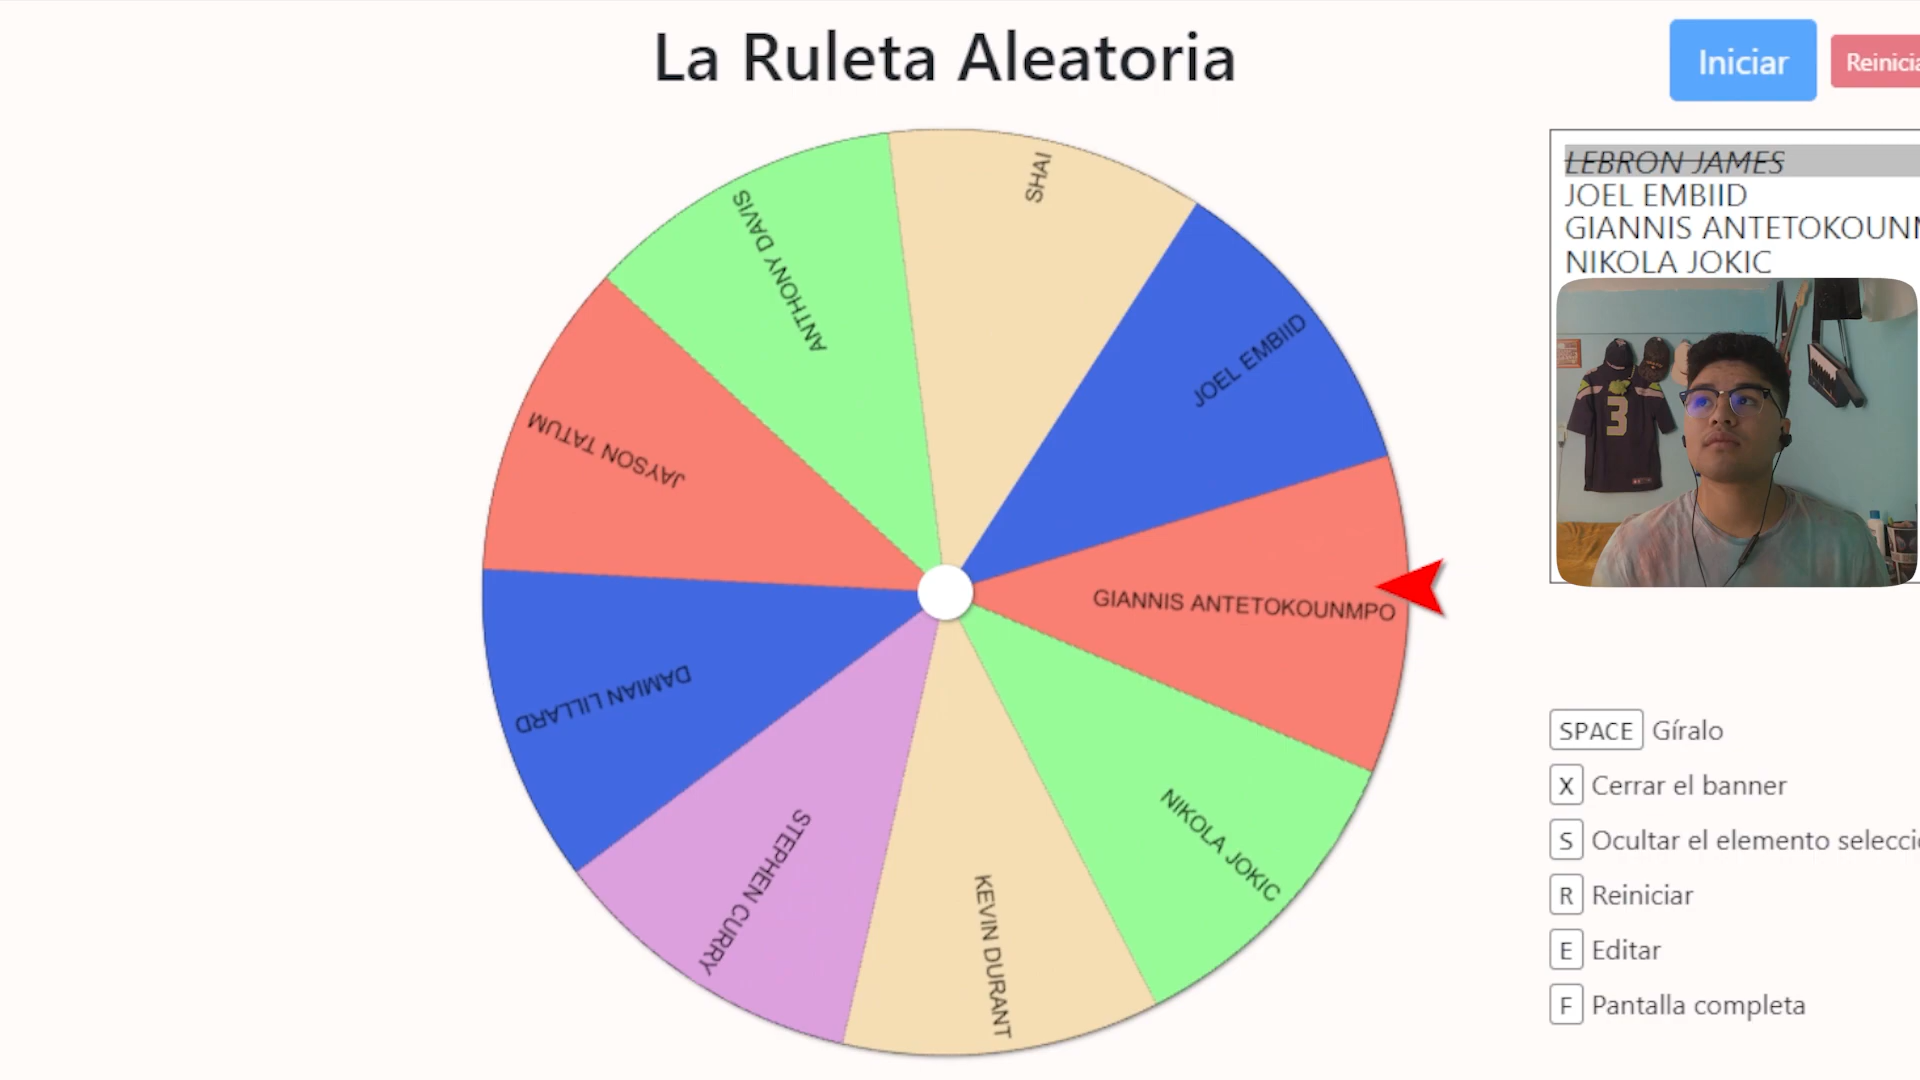 La Ruleta Aleatoria
Iniciar
Reinicia
LEBRON JAMES
JOEL EMBIID
GIANNIS ANTETOKOUNM
NIKOLA JOKIC
SHAI
ANTHONY DAVIS
JOEL EMBIID
JAYSON TATUM
GIANNIS ANTETOKOUNMPO
DAMIAN LILLARD
NIKOLA JOKIC
STEPHEN CURRY
KEVIN DURANT
3
SPACE Gíralo
X Cerrar el banner
S Ocultar el elemento selecci
R Reiniciar
E Editar
F Pantalla completa